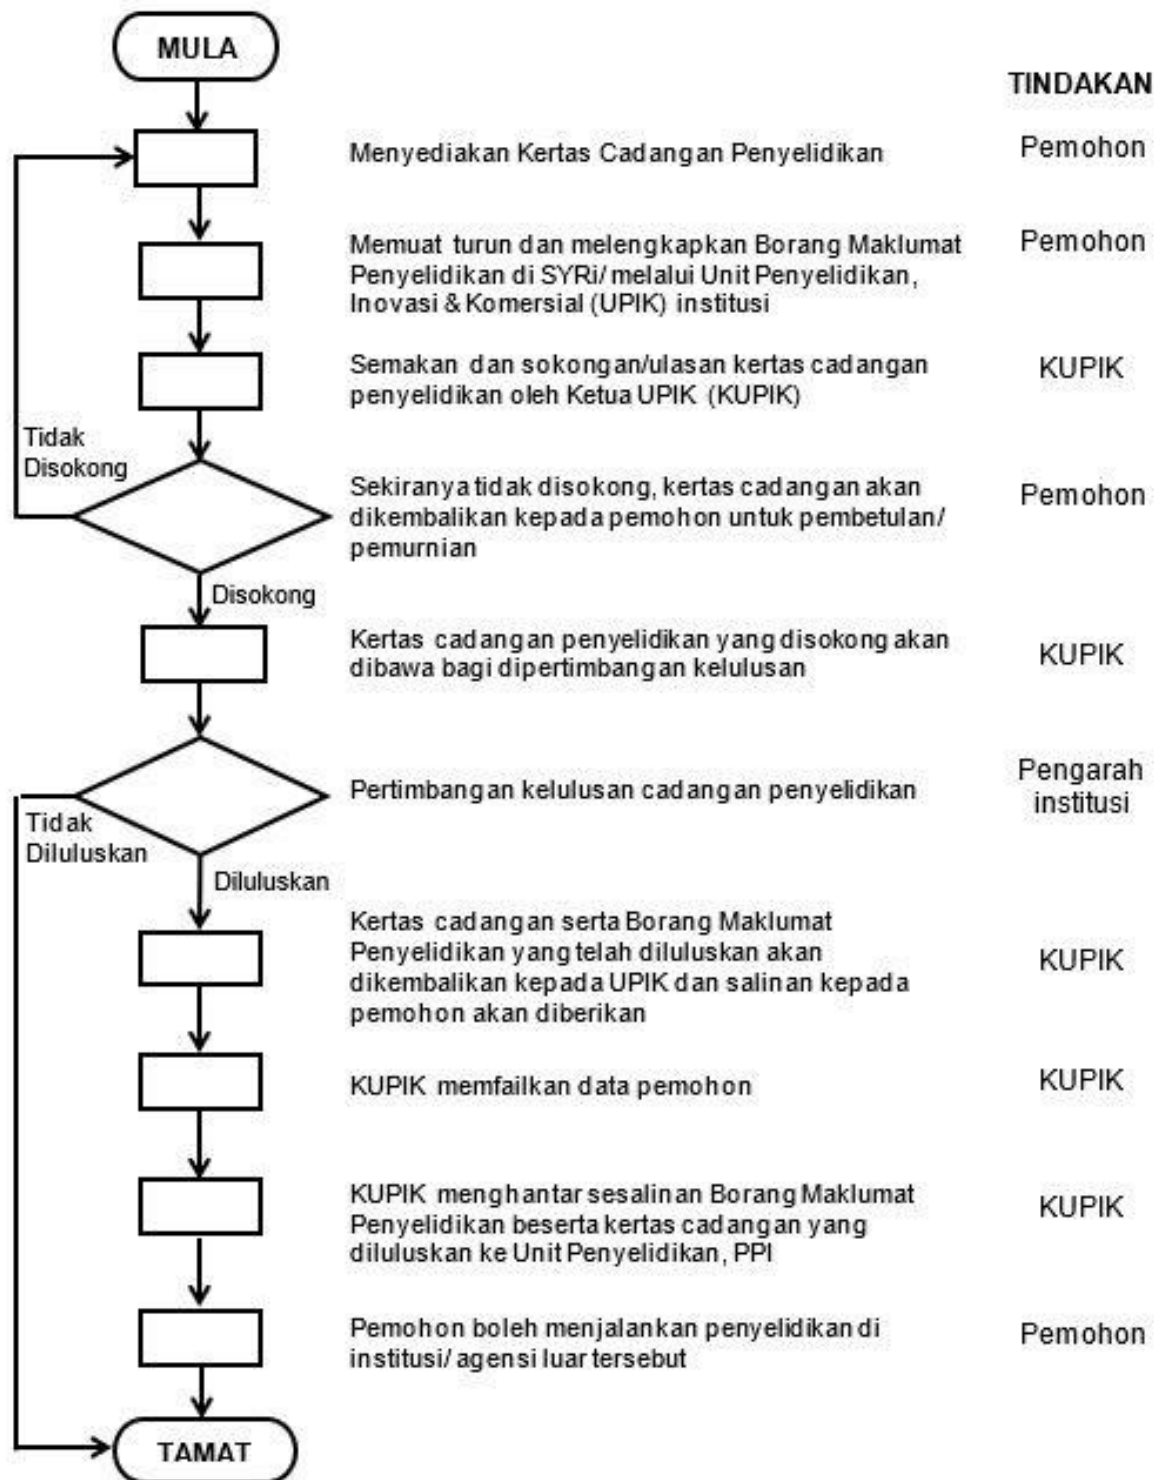 MULA
TINDAKAN
Menyediakan Kertas Cadangan Penyelidikan
Pemohon
Memuat turun dan melengkapkan Borang Maklumat
Penyelidikan di SYRi/ melalui Unit Penyelidikan,
Inovasi & Komersial (UPIK) institusi
Pemohon
Semakan dan sokongan/ulasan kertas cadangan
penyelidikan oleh Ketua UPIK (KUPIK)
KUPIK
Tidak
Disokong
Sekiranya tidak disokong, kertas cadangan akan
dikembalikan kepada pemohon untuk pembetulan/
pemurnian
Pemohon
Disokong
Kertas cadangan penyelidikan yang disokong akan
dibawa bagi dipertimbangan kelulusan
KUPIK
Pertimbangan kelulusan cadangan penyelidikan
Pengarah
institusi
Tidak
Diluluskan
Diluluskan
Kertas cadangan serta Borang Maklumat
Penyelidikan yang telah diluluskan akan
dikembalikan kepada UPIK dan salinan kepada
pemohon akan diberikan
KUPIK
KUPIK memfailkan data pemohon
KUPIK
KUPIK menghantar sesalinan Borang Maklumat
Penyelidikan beserta kertas cadangan yang
diluluskan ke Unit Penyelidikan, PPI
KUPIK
Pemohon boleh menjalankan penyelidikan di
institusi/ agensi luar tersebut
Pemohon
TAMAT